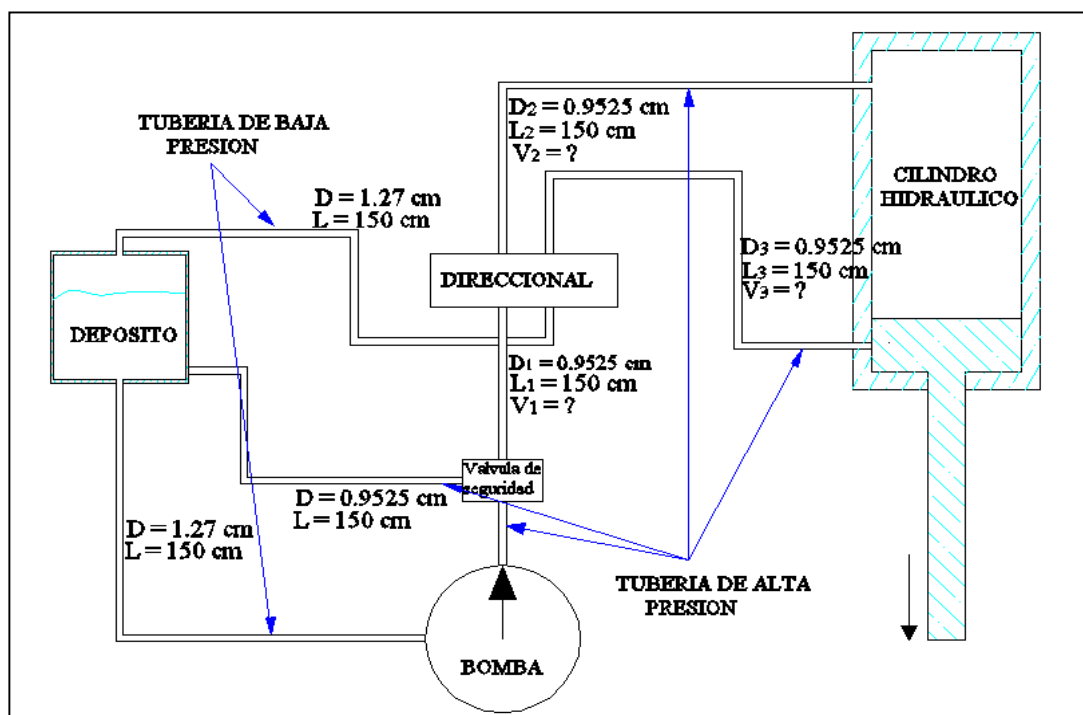 TUBERIA DE BAJA
PRESION
D = 1.27 cm
L = 150 cm
D2 = 0.9525 cm
L2 = 150 cm
V2 = ?
CILINDRO
HIDRAULICO
DIRECCIONAL
D3 = 0.9525 cm
L3 = 150 cm
V3 = ?
DEPOSITO
D1 = 0.9525 cm
L1 = 150 cm
V1 = ?
Valvula de
seguridad
D = 0.9525 cm
L = 150 cm
D = 1.27 cm
L = 150 cm
TUBERIA DE ALTA
PRESION
BOMBA